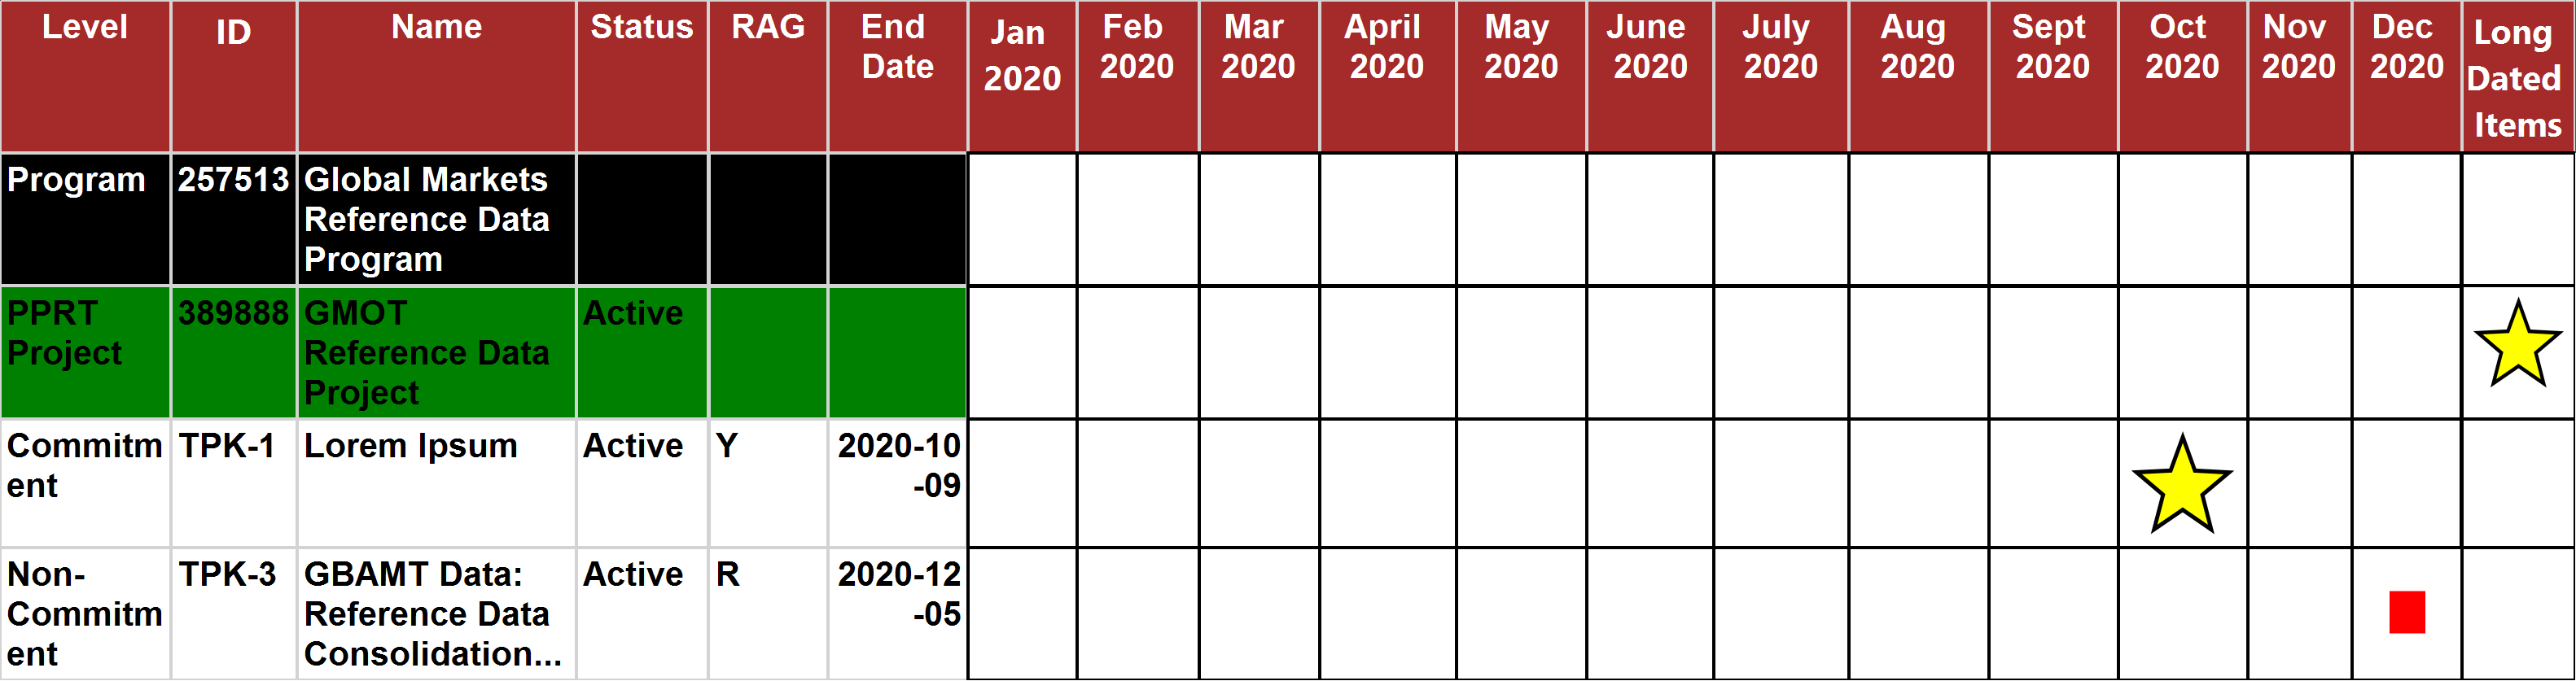 Level ID Name Status RAG End Date Jan 2020 Feb 2020 Mar 2020 April 2020 May 2020 June 2020 July 2020 Aug 2020 Sept 2020 Oct 2020 Nov 2020 Dec 2020 Long Dated Items
Program 257513 Global Markets
Reference Data
Program
PPRT 389888 GMOT Active
Project Reference Data
Project
Commitm TPK-1 Lorem Ipsum Active Y 2020-10
ent -09
Non- TPK-3 GBAMT Data: Active R 2020-12
Commitm Reference Data -05
ent Consolidation...